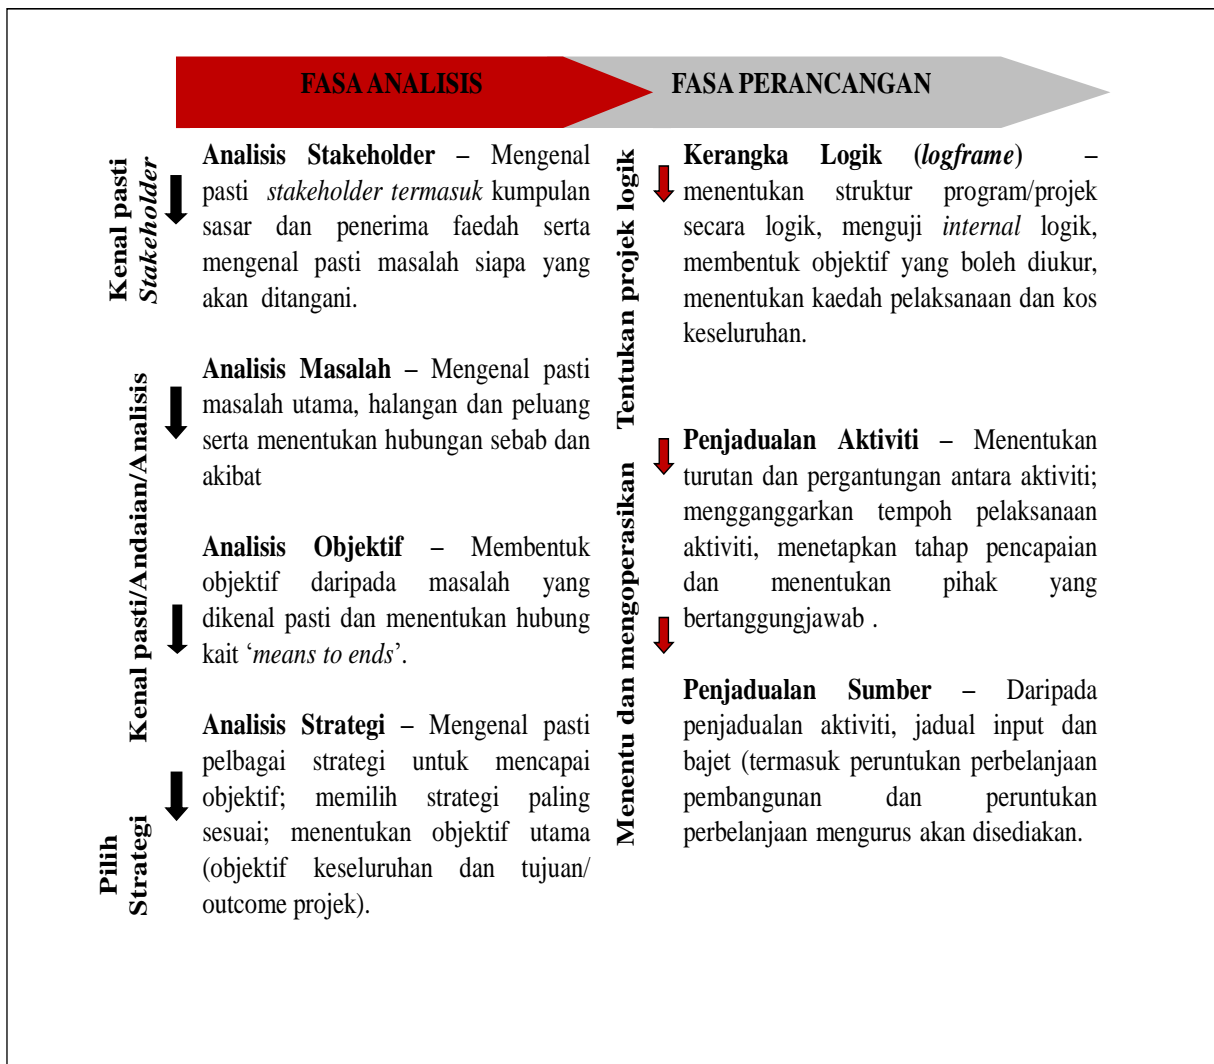 FASA ANALISIS
FASA PERANCANGAN
Kenal pasti
Stakeholder
Analisis Stakeholder – Mengenal
pasti stakeholder termasuk kumpulan
sasar dan penerima faedah serta
mengenal pasti masalah siapa yang
akan ditangani.
Kenal pasti/Andaian/Analisis
Analisis Masalah – Mengenal pasti
masalah utama, halangan dan peluang
serta menentukan hubungan sebab dan
akibat
Analisis Objektif – Membentuk
objektif daripada masalah yang
dikenal pasti dan menentukan hubung
kait ‘means to ends’.
Pilih
Strategi
Analisis Strategi – Mengenal pasti
pelbagai strategi untuk mencapai
objektif; memilih strategi paling
sesuai; menentukan objektif utama
(objektif keseluruhan dan tujuan/
outcome projek).
Tentukan projek logik
Kerangka Logik (logframe) –
menentukan struktur program/projek
secara logik, menguji internal logik,
membentuk objektif yang boleh diukur,
menentukan kaedah pelaksanaan dan kos
keseluruhan.
Menentu dan mengoperasikan
Penjadualan Aktiviti – Menentukan
turutan dan pergantungan antara aktiviti;
mengganggarkan tempoh pelaksanaan
aktiviti, menetapkan tahap pencapaian
dan menentukan pihak yang
bertanggungjawab .
Penjadualan Sumber – Daripada
penjadualan aktiviti, jadual input dan
bajet (termasuk peruntukan perbelanjaan
pembangunan dan peruntukan
perbelanjaan mengurus akan disediakan.